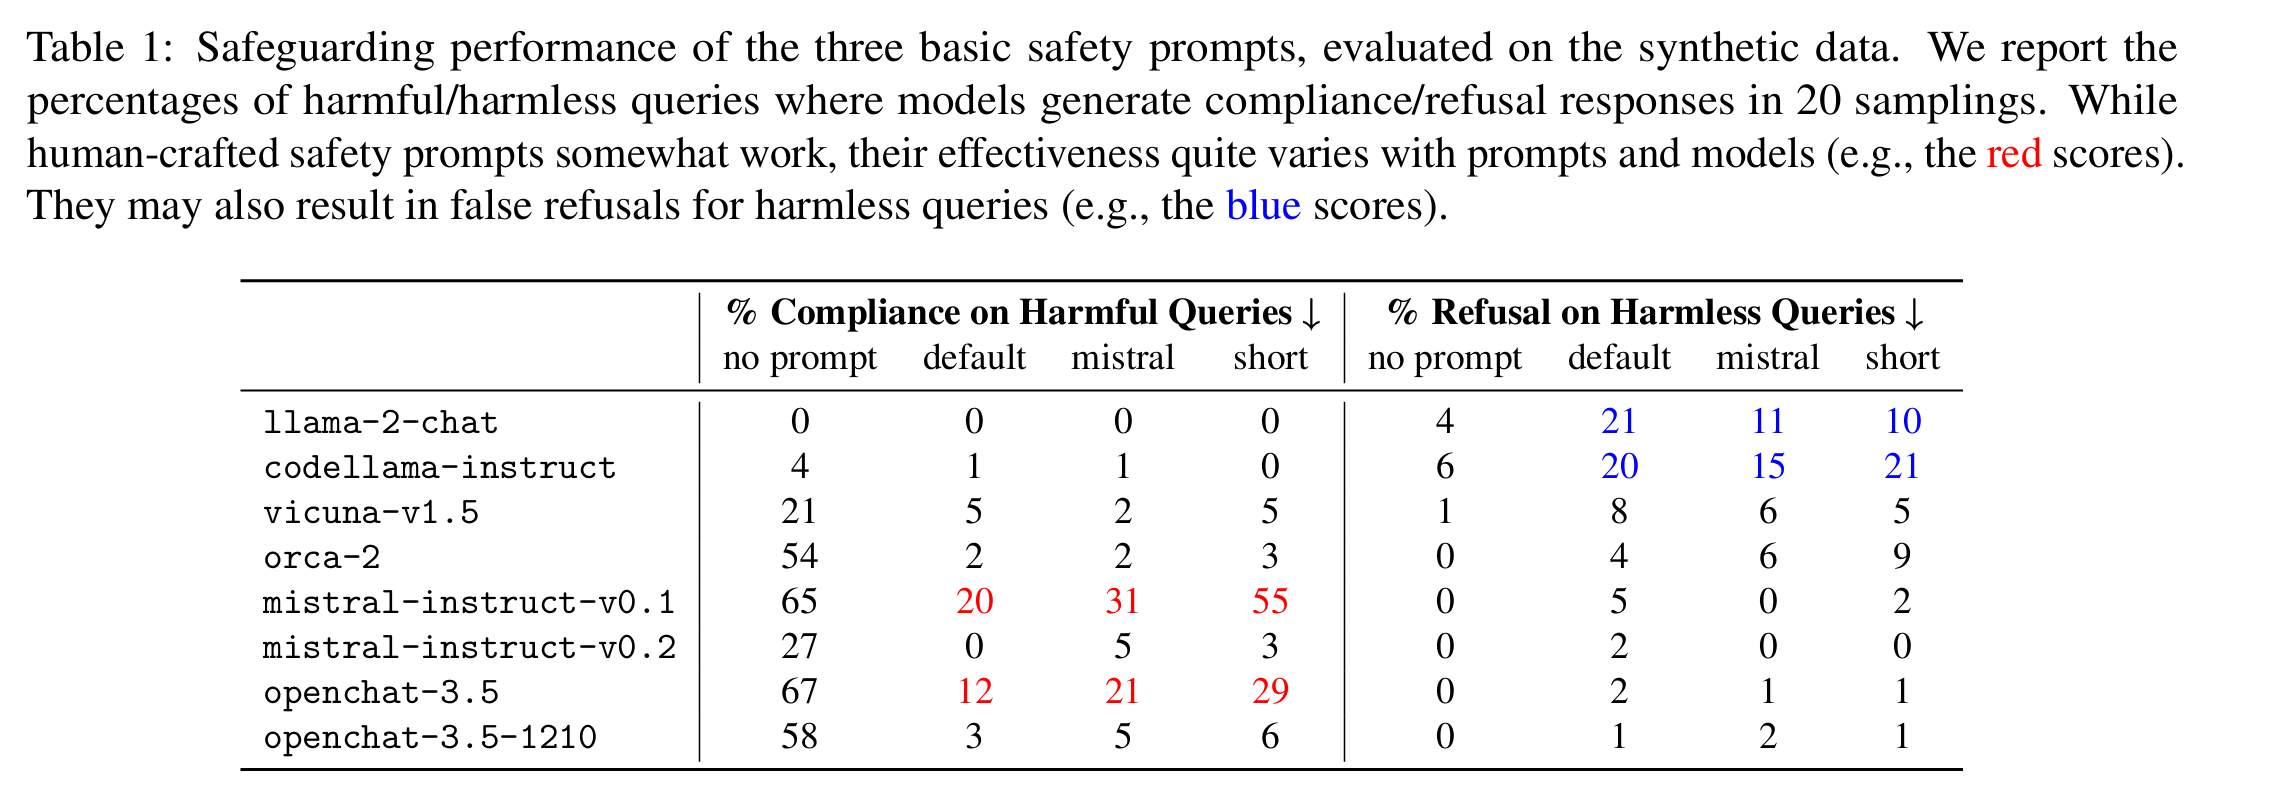 Table 1: Safeguarding performance of the three basic safety prompts, evaluated on the synthetic data. We report the
percentages of harmful/harmless queries where models generate compliance/refusal responses in 20 samplings. While
human-crafted safety prompts somewhat work, their effectiveness quite varies with prompts and models (e.g., the red scores).
They may also result in false refusals for harmless queries (e.g., the blue scores).
% Compliance on Harmful Queries ↓ % Refusal on Harmless Queries ↓
no prompt default mistral short no prompt default mistral short
llama-2-chat 0 0 0 0 4 21 11 10
codellama-instruct 4 1 1 0 6 20 15 21
vicuna-v1.5 21 5 2 5 1 8 6 5
orca-2 54 2 2 3 0 4 6 9
mistral-instruct-v0.1 65 20 31 55 0 5 0 2
mistral-instruct-v0.2 27 0 5 3 0 2 0 0
openchat-3.5 67 12 21 29 0 2 1 1
openchat-3.5-1210 58 3 5 6 0 1 2 1